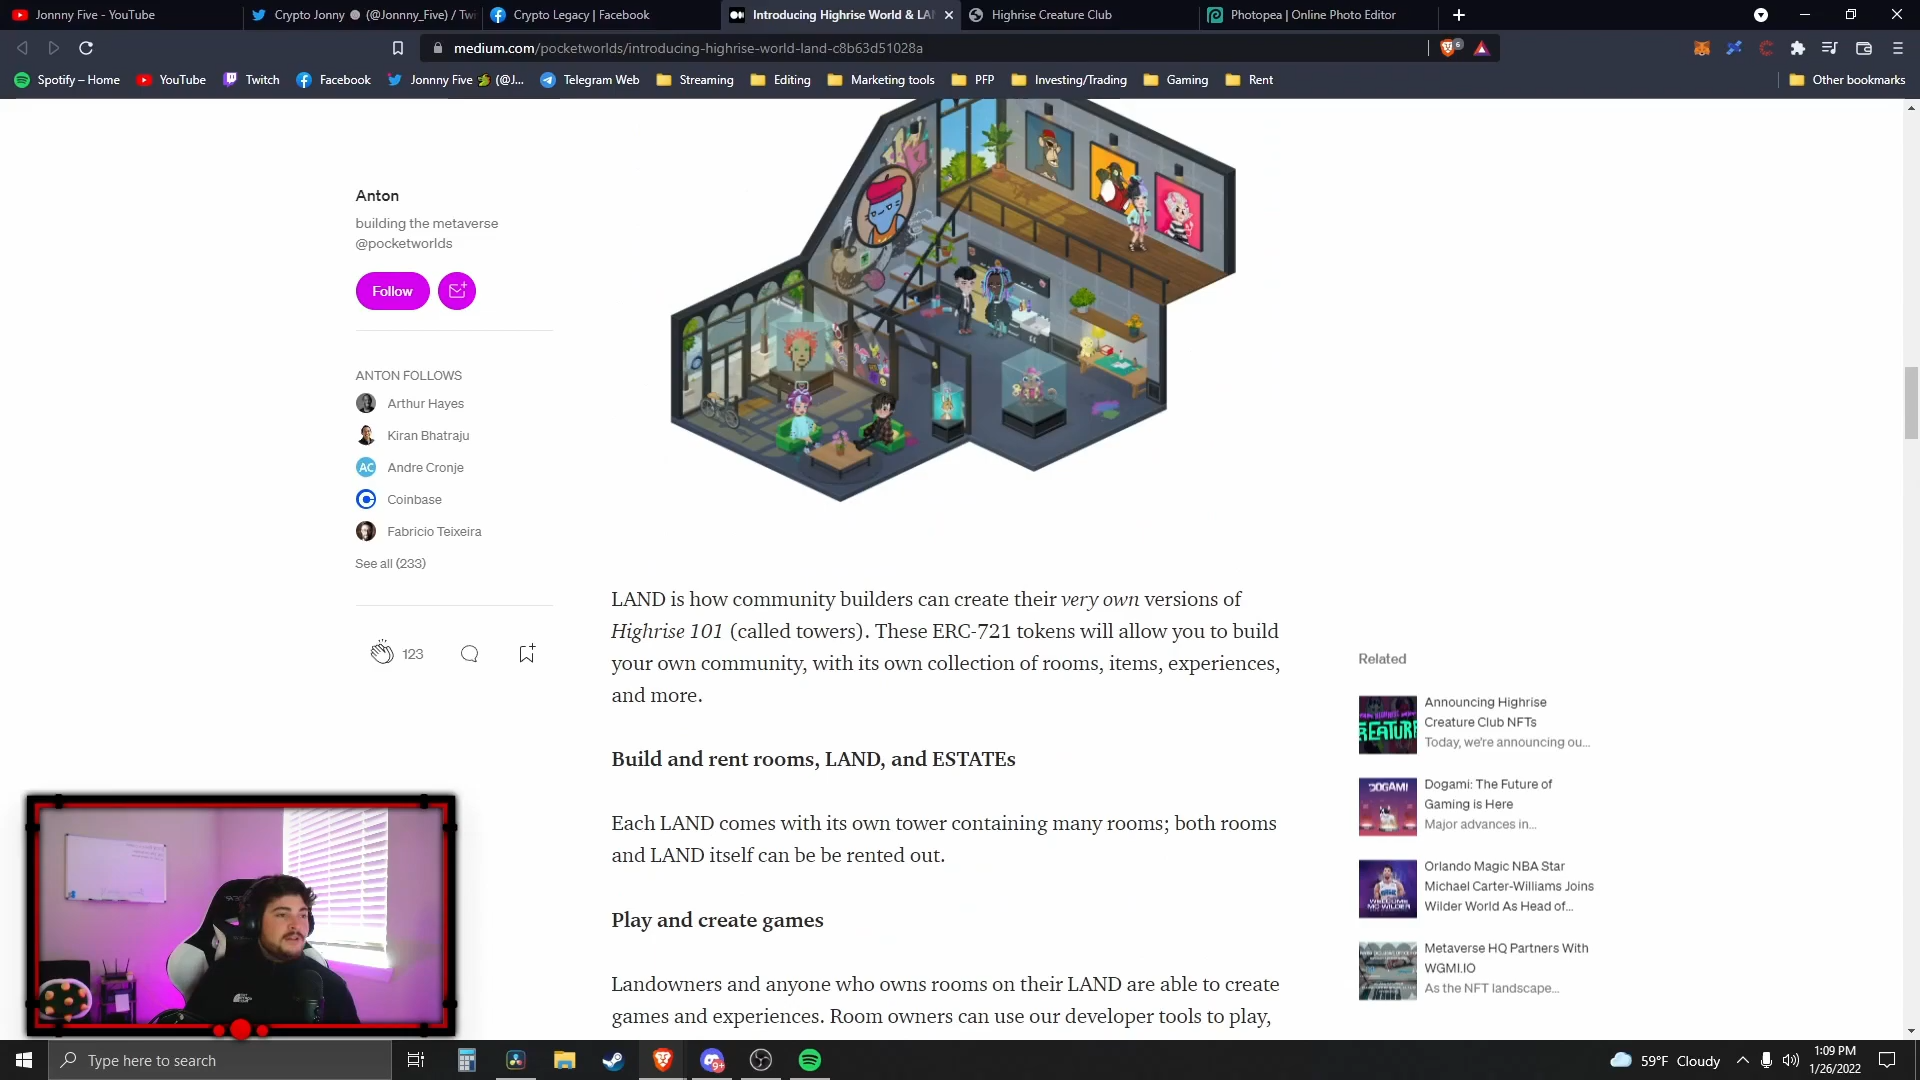 Jonnny Five - YouTube
Crypto Jonny (@Jonnny_Five) / Twi
Crypto Legacy | Facebook
Introducing Highrise World & LA
Highrise Creature Club
Photopea | Online Photo Editor
medium.com/pocketworlds/introducing-highrise-world-land-c8b63d51028a
6
Spotify – Home
YouTube
Twitch
Facebook
Jonnny Five (@J...
Telegram Web
Streaming
Editing
Marketing tools
PFP
Investing/Trading
Gaming
Rent
Other bookmarks
Anton
building the metaverse
@pocketworlds
Follow
ANTON FOLLOWS
Arthur Hayes
Kiran Bhatraju
AC Andre Cronje
Coinbase
Fabricio Teixeira
See all (233)
123
LAND is how community builders can create their very own versions of
Highrise 101 (called towers). These ERC-721 tokens will allow you to build
your own community, with its own collection of rooms, items, experiences,
and more.
Build and rent rooms, LAND, and ESTATEs
Each LAND comes with its own tower containing many rooms; both rooms
and LAND itself can be be rented out.
Play and create games
Landowners and anyone who owns rooms on their LAND are able to create
games and experiences. Room owners can use our developer tools to play,
Related
Announcing Highrise
Creature Club NFTs
Today, we're announcing ou...
DOGAMI
Dogami: The Future of
Gaming is Here
Major advances in...
Orlando Magic NBA Star
Michael Carter-Williams Joins
Wilder World As Head of...
Metaverse HQ Partners With
WGMI.IO
As the NFT landscape...
Type here to search
9+
59°F Cloudy
1:09 PM
1/26/2022